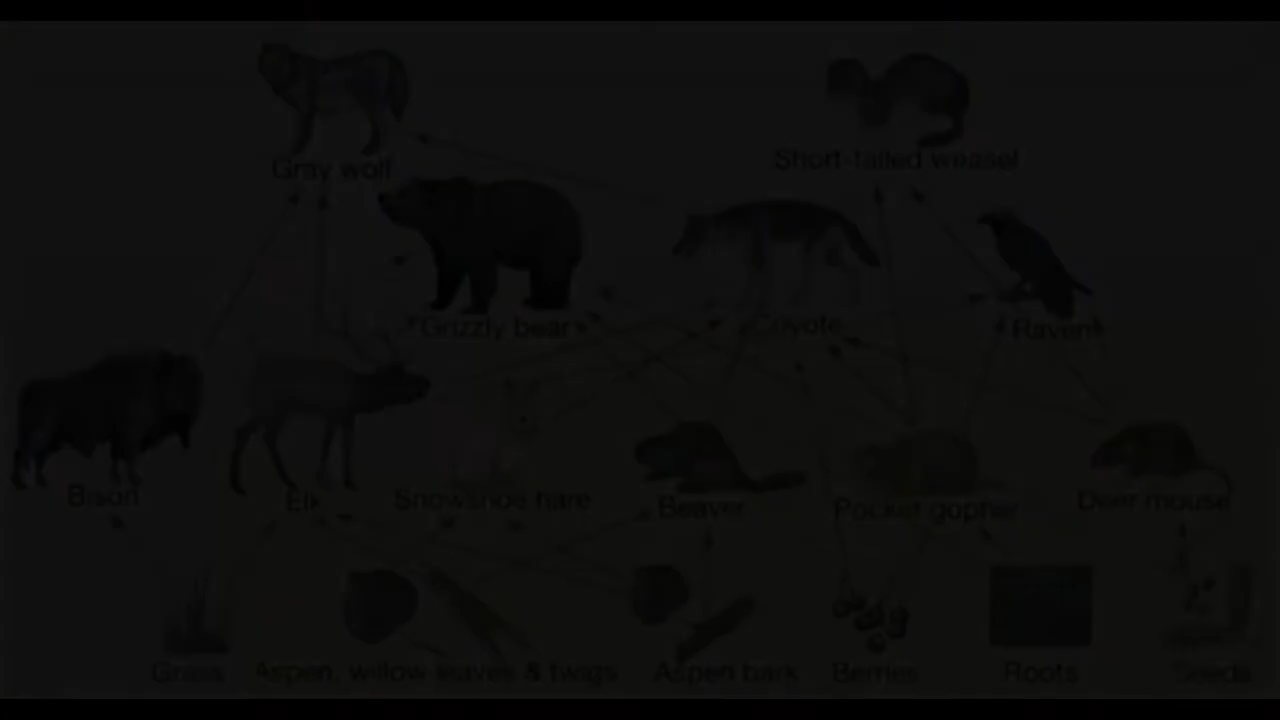 Gray wolf
Short-tailed weasel
Grizzly bear
Coyote
Raven
Bison
Elk
Snowshoe hare
Beaver
Pocket gopher
Deer mouse
Grass
Aspen, willow leaves & twigs
Aspen bark
Berries
Roots
Seeds